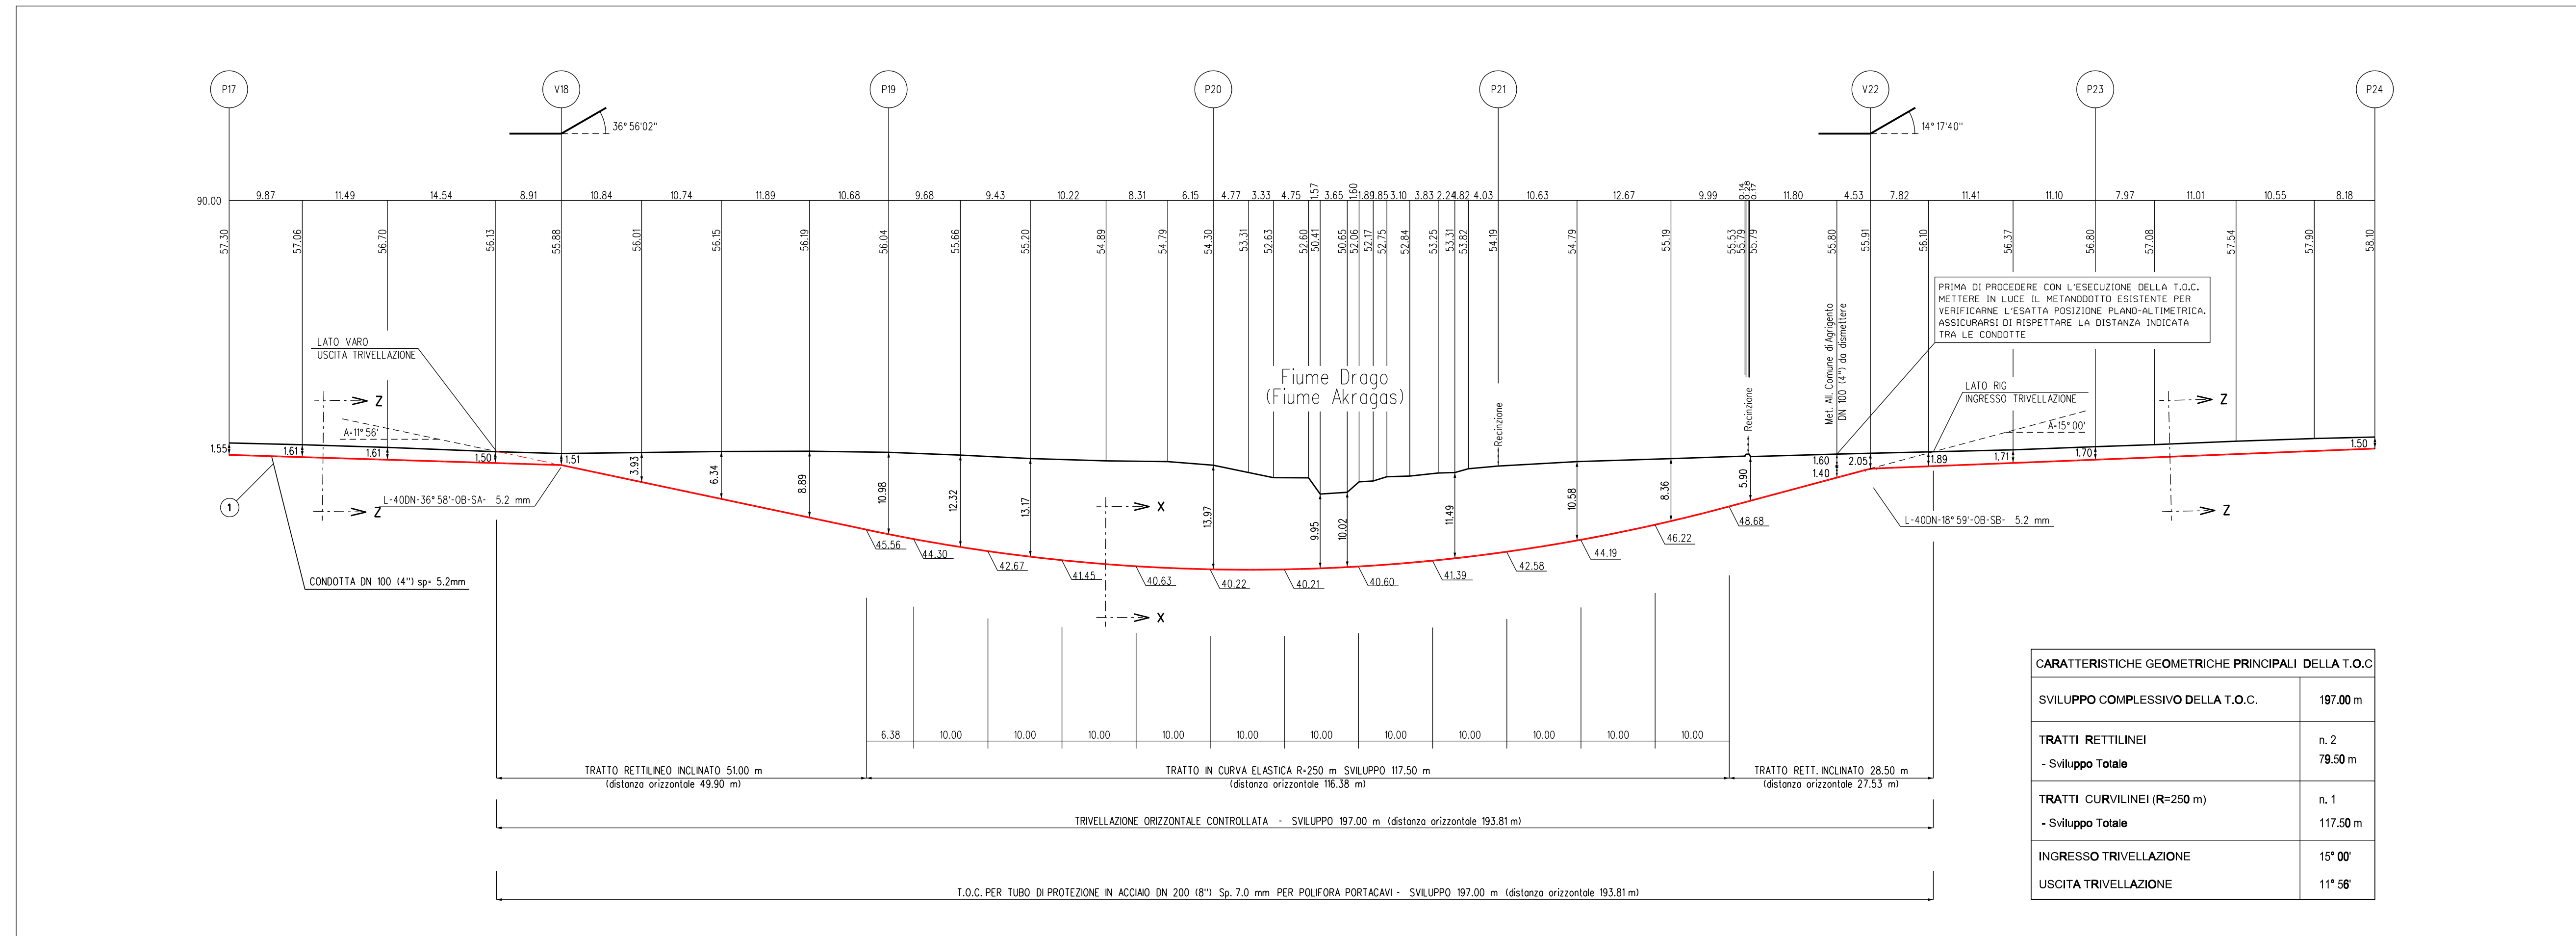 P17
V18
P19
P20
P21
V22
P23
P24
36°56'02"
14°17'40"
9.87 11.49 14.54 8.91 10.84 10.74 11.89 10.68 9.68 9.43 10.22 8.31 6.15 4.77 3.33 4.75 1.57 3.65 1.60 1.89 1.85 3.10 3.83 2.24 1.82 4.03 10.63 12.67 9.99 0.14 0.28 0.17 11.80 4.53 7.82 11.41 11.10 7.97 11.01 10.55 8.18
90.00
57.30 57.06 56.70 56.13 55.88 56.01 56.15 56.19 56.04 55.66 55.20 54.89 54.79 54.30 53.31 52.63 52.60 50.41 50.65 52.06 52.17 52.75 52.84 53.25 53.31 53.82 54.19 54.79 55.19 55.53 55.79 55.79 55.80 55.91 56.10 56.37 56.80 57.08 57.54 57.90 58.10
PRIMA DI PROCEDERE CON L'ESECUZIONE DELLA T.O.C.
METTERE IN LUCE IL METANODOTTO ESISTENTE PER
VERIFICARNE L'ESATTA POSIZIONE PLANO-ALTIMETRICA.
ASSICURARSI DI RISPETTARE LA DISTANZA INDICATA
TRA LE CONDOTTE
LATO VARO
USCITA TRIVELLAZIONE
Fiume Drago
(Fiume Akragas)
Recinzione
Recinzione
Met. All. Comune di Agrigento
DN 100 (4") da dismettere
LATO RIG
INGRESSO TRIVELLAZIONE
Z
Z
A=11°56'
A=15°00'
1.55 1.61 1.61 1.50 1.51 3.93 6.34 8.89 10.98 12.32 13.17 13.97 9.95 10.02 11.49 10.58 8.36 5.90 1.60 1.40 2.05 1.89 1.71 1.70 1.50
1
L-40DN-36°58'-OB-SA- 5.2 mm
Z
X
L-40DN-18°59'-OB-SB- 5.2 mm
Z
45.56 44.30 42.67 41.45 40.63 40.22 40.21 40.60 41.39 42.58 44.19 46.22 48.68
CONDOTTA DN 100 (4") sp= 5.2mm
X
6.38 10.00 10.00 10.00 10.00 10.00 10.00 10.00 10.00 10.00 10.00 10.00
TRATTO RETTILINEO INCLINATO 51.00 m
(distanza orizzontale 49.90 m)
TRATTO IN CURVA ELASTICA R=250 m SVILUPPO 117.50 m
(distanza orizzontale 116.38 m)
TRATTO RETT. INCLINATO 28.50 m
(distanza orizzontale 27.53 m)
TRIVELLAZIONE ORIZZONTALE CONTROLLATA - SVILUPPO 197.00 m (distanza orizzontale 193.81 m)
T.O.C. PER TUBO DI PROTEZIONE IN ACCIAIO DN 200 (8") Sp. 7.0 mm PER POLIFORA PORTACAVI - SVILUPPO 197.00 m (distanza orizzontale 193.81 m)
CARATTERISTICHE GEOMETRICHE PRINCIPALI DELLA T.O.C
SVILUPPO COMPLESSIVO DELLA T.O.C. 197.00 m
TRATTI RETTILINEI n. 2
- Sviluppo Totale 79.50 m
TRATTI CURVILINEI (R=250 m) n. 1
- Sviluppo Totale 117.50 m
INGRESSO TRIVELLAZIONE 15° 00'
USCITA TRIVELLAZIONE 11° 56'